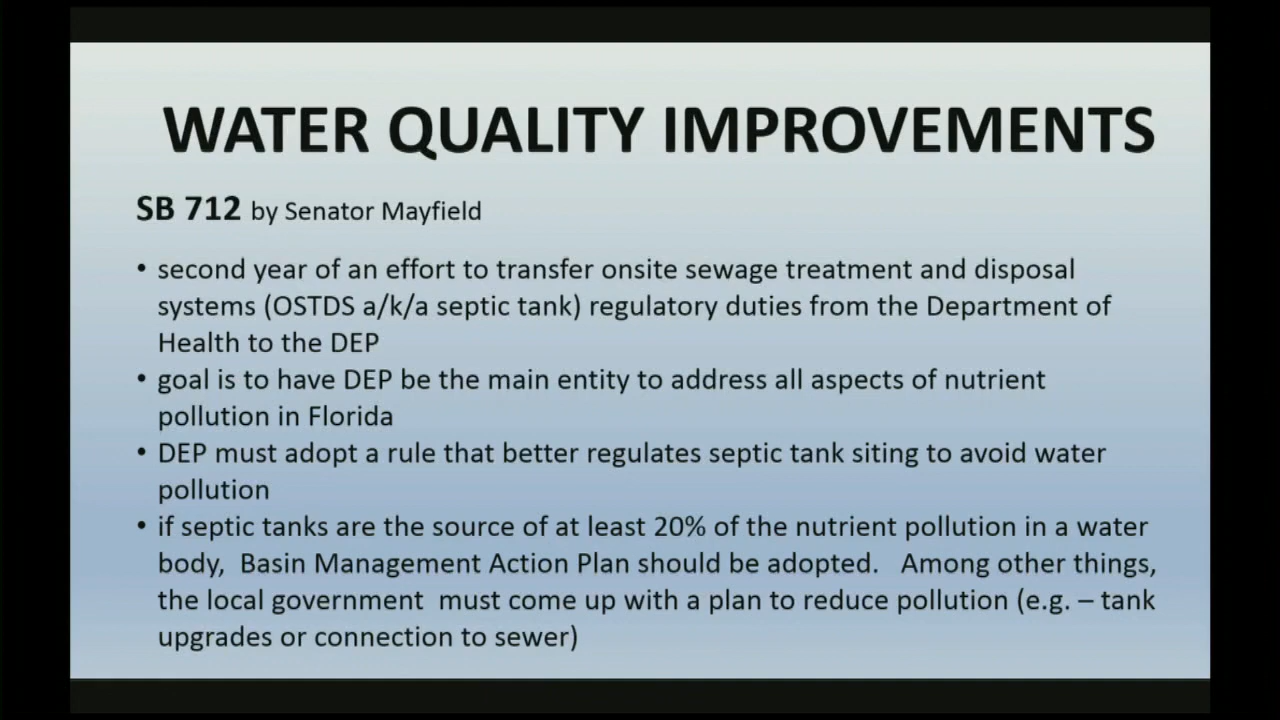 WATER QUALITY IMPROVEMENTS
SB 712 by Senator Mayfield
• second year of an effort to transfer onsite sewage treatment and disposal
systems (OSTDS a/k/a septic tank) regulatory duties from the Department of
Health to the DEP
• goal is to have DEP be the main entity to address all aspects of nutrient
pollution in Florida
• DEP must adopt a rule that better regulates septic tank siting to avoid water
pollution
• if septic tanks are the source of at least 20% of the nutrient pollution in a water
body,  Basin Management Action Plan should be adopted.   Among other things,
the local government  must come up with a plan to reduce pollution (e.g. – tank
upgrades or connection to sewer)